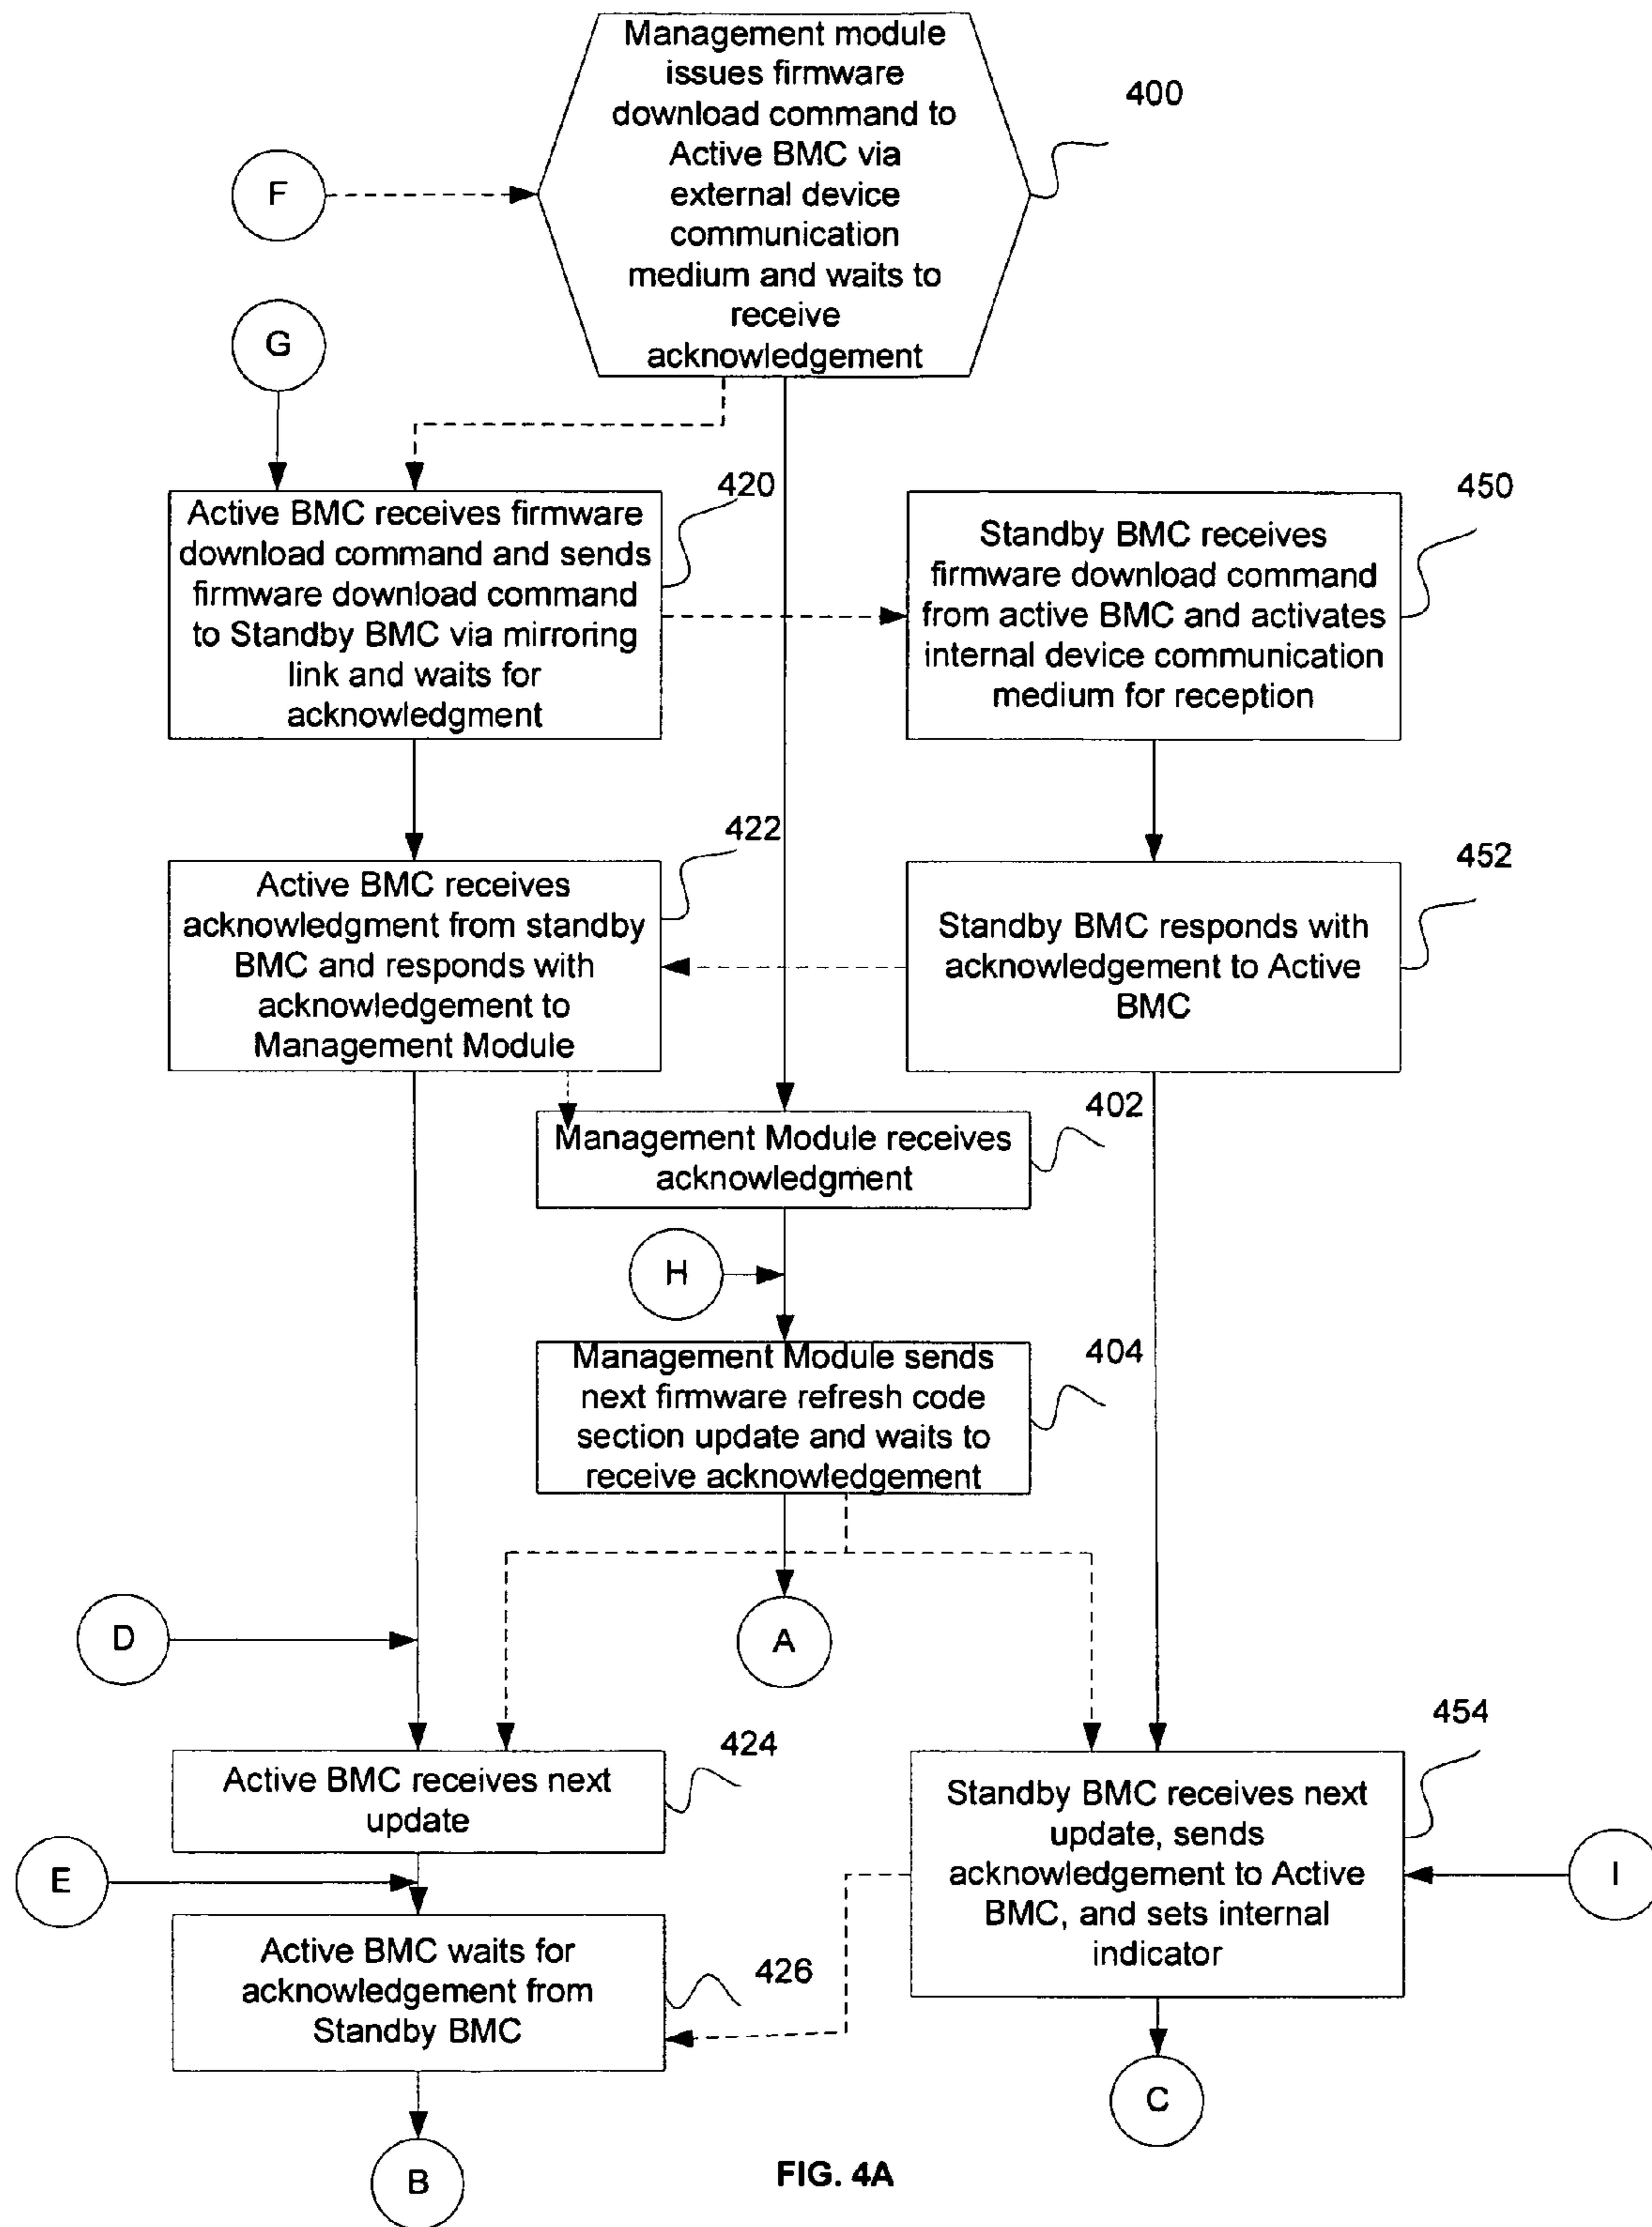 Management module
issues firmware
download command to
Active BMC via
external device
communication
medium and waits to
receive
acknowledgement
400
F
G
Active BMC receives firmware
download command and sends
firmware download command
to Standby BMC via mirroring
link and waits for
acknowledgment
420
Standby BMC receives
firmware download command
from active BMC and activates
internal device communication
medium for reception
450
Active BMC receives
acknowledgment from standby
BMC and responds with
acknowledgement to
Management Module
422
Standby BMC responds with
acknowledgement to Active
BMC
452
Management Module receives
acknowledgment
402
H
Management Module sends
next firmware refresh code
section update and waits to
receive acknowledgement
404
D
A
Active BMC receives next
update
424
Standby BMC receives next
update, sends
acknowledgement to Active
BMC, and sets internal
indicator
454
E
I
Active BMC waits for
acknowledgement from
Standby BMC
426
C
B
FIG. 4A